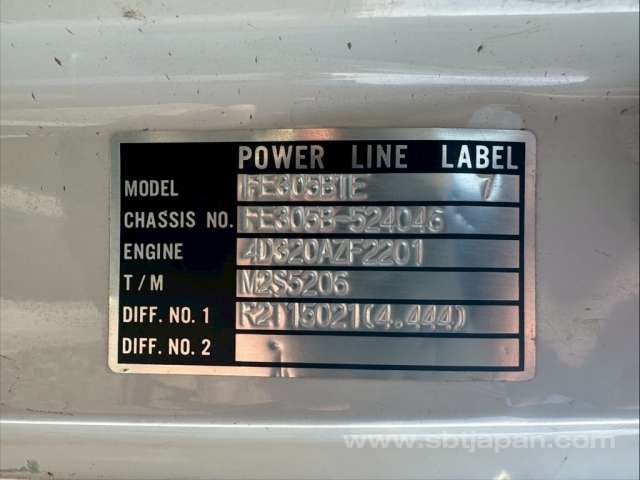 POWER LINE LABEL
MODEL 1FE305B1E 7
CHASSIS NO. FE305B-524046
ENGINE 4D320AZF2201
T/M M2S5206
DIFF. NO. 1 R2T15021(4.444)
DIFF. NO. 2
www.sbtjapan.com